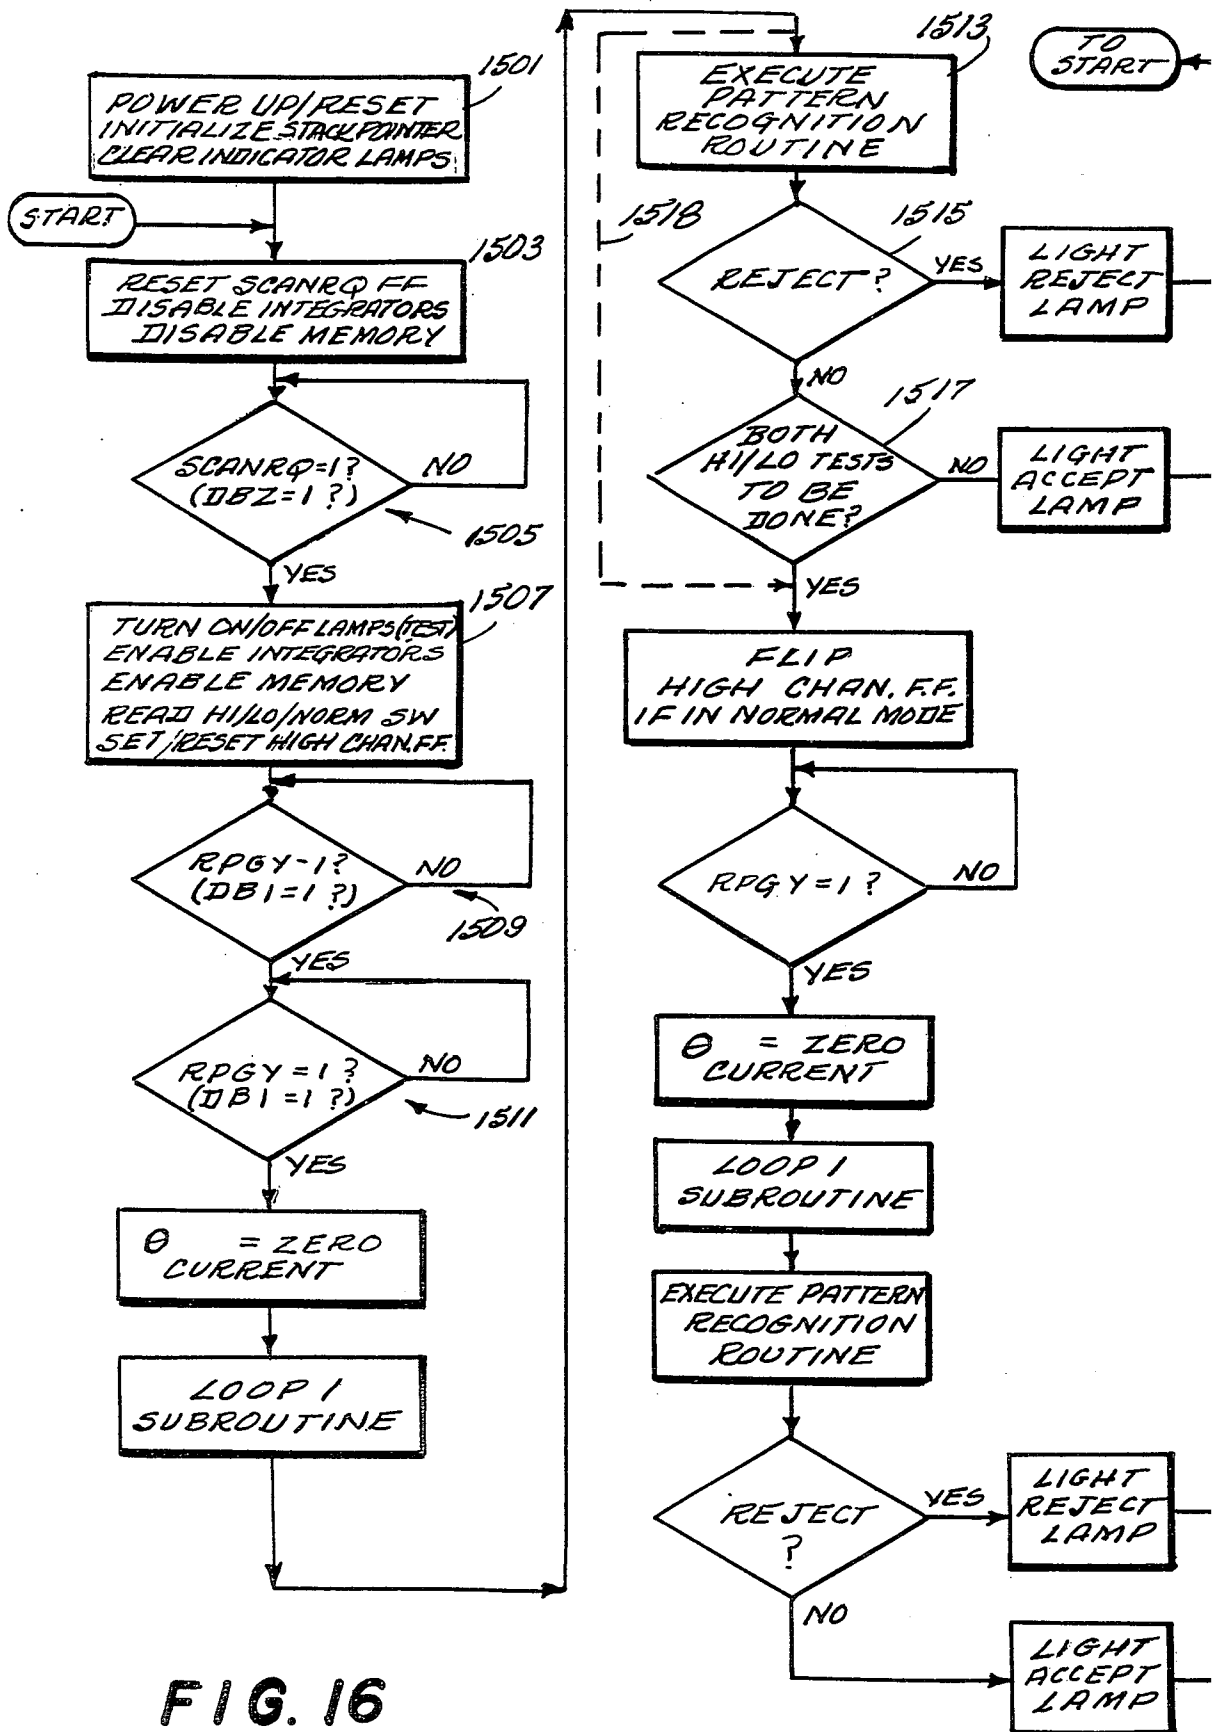 1501
POWER UP/RESET
INITIALIZE STACK POINTER
CLEAR INDICATOR LAMPS
START
1503
RESET SCANRQ FF
DISABLE INTEGRATORS
DISABLE MEMORY
SCANRQ=1?
(DBZ=1?)
NO
1505
YES
1507
TURN ON/OFF LAMPS (TEST)
ENABLE INTEGRATORS
ENABLE MEMORY
READ HI/LO/NORM SW
SET/RESET HIGH CHAN.FF.
RPGY-1?
(DB1=1?)
NO
1509
YES
RPGY=1?
(DB1=1?)
NO
1511
YES
θ = ZERO
CURRENT
LOOP 1
SUBROUTINE
1513
EXECUTE
PATTERN
RECOGNITION
ROUTINE
TO
START
1518
1515
REJECT?
YES
LIGHT
REJECT
LAMP
NO
1517
BOTH
HI/LO TESTS
TO BE
DONE?
NO
LIGHT
ACCEPT
LAMP
YES
FLIP
HIGH CHAN. F.F.
IF IN NORMAL MODE
RPGY=1?
NO
YES
θ = ZERO
CURRENT
LOOP 1
SUBROUTINE
EXECUTE PATTERN
RECOGNITION
ROUTINE
REJECT
?
YES
LIGHT
REJECT
LAMP
NO
LIGHT
ACCEPT
LAMP
FIG. 16